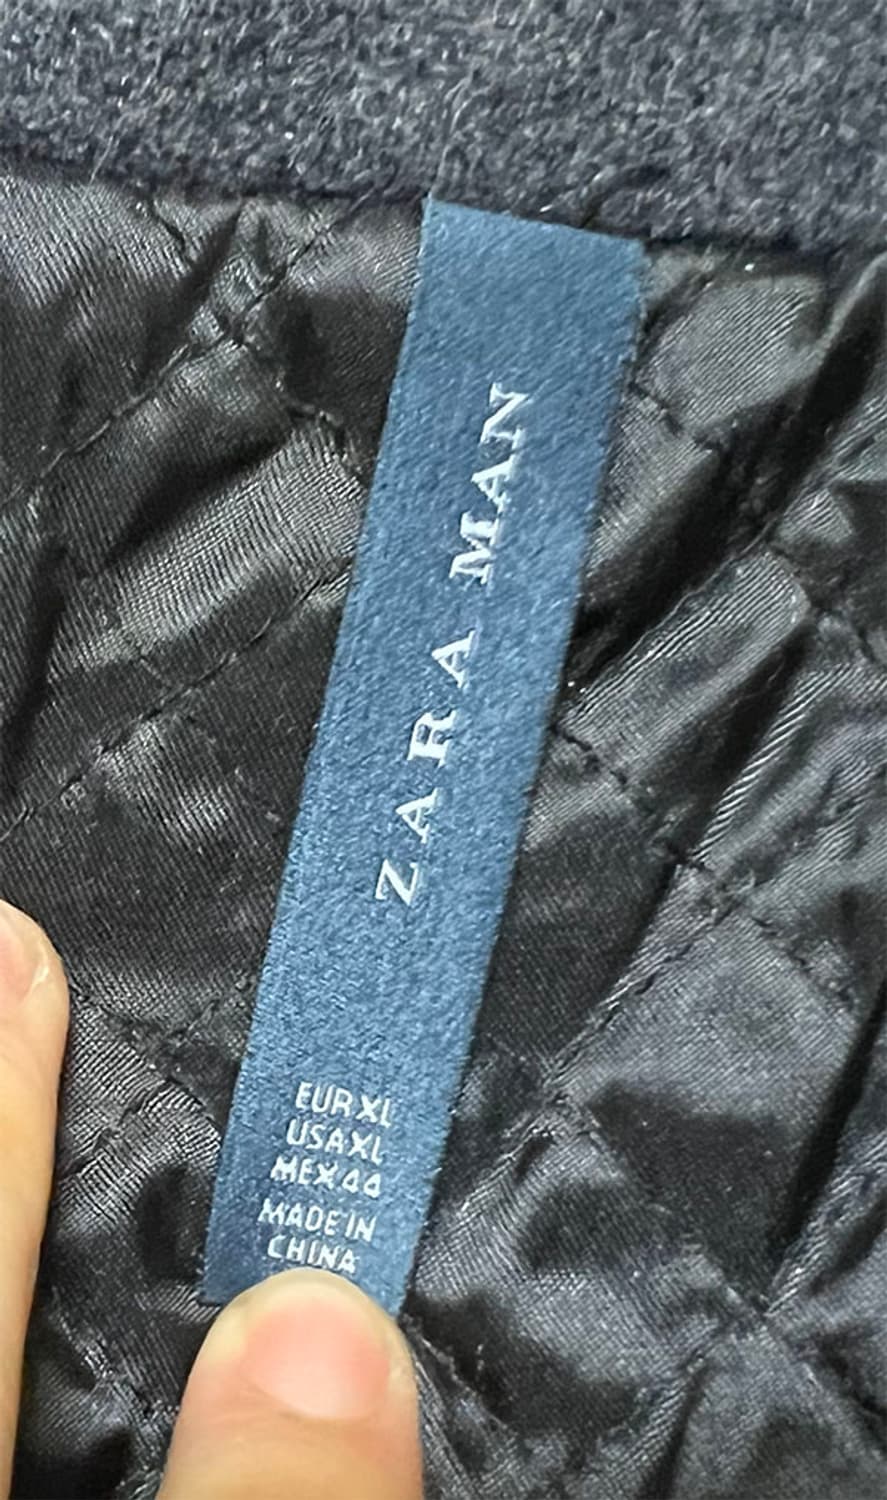 ZARA MAN
EUR XL
USA XL
MEX 44
MADE IN
CHINA